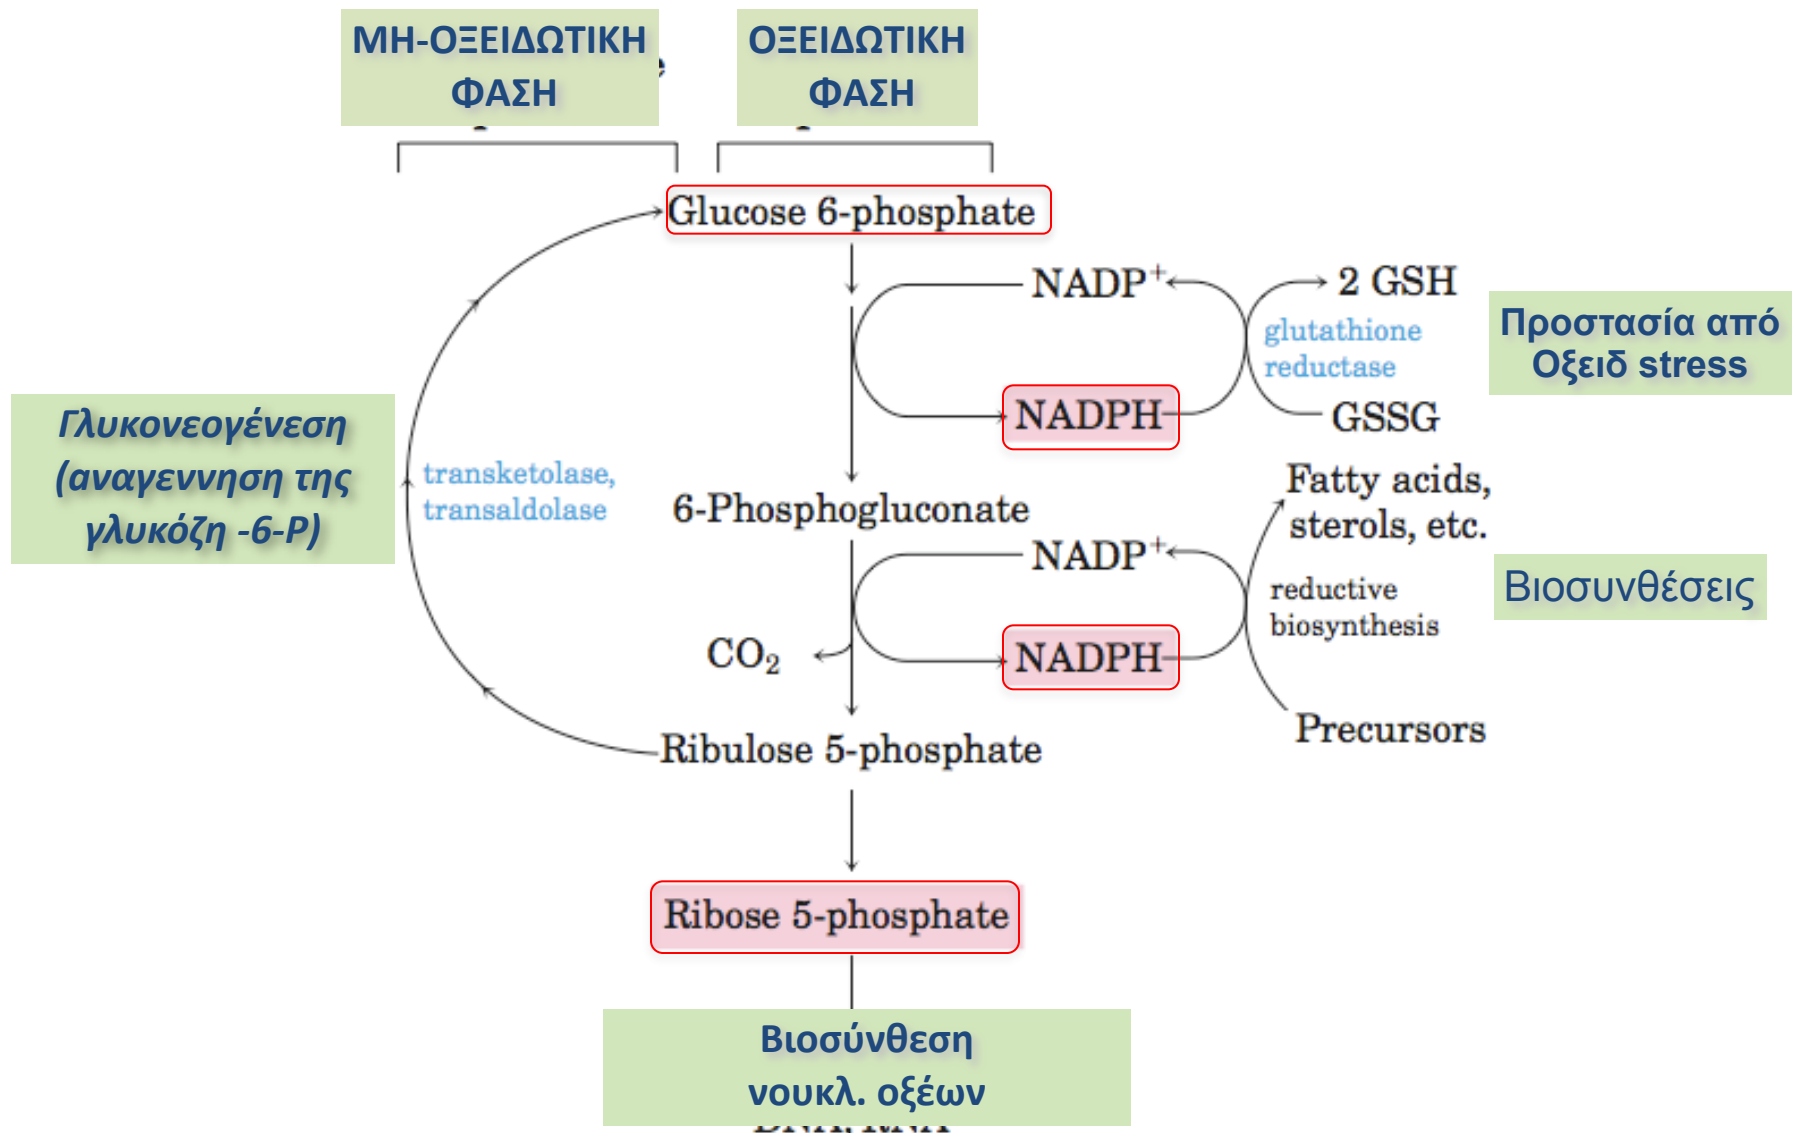 ΜΗ-ΟΞΕΙΔΩΤΙΚΗ
ΦΑΣΗ
ΟΞΕΙΔΩΤΙΚΗ
ΦΑΣΗ
Glucose 6-phosphate
NADP+
2 GSH
glutathione
reductase
Προστασία από
Οξειδ stress
NADPH
GSSG
Γλυκονεογένεση
(αναγεννηση της
γλυκόζη -6-P)
transketolase,
transaldolase
6-Phosphogluconate
Fatty acids,
sterols, etc.
NADP+
reductive
biosynthesis
Βιοσυνθέσεις
CO2
NADPH
Precursors
Ribulose 5-phosphate
Ribose 5-phosphate
Βιοσύνθεση
νουκλ. οξέων